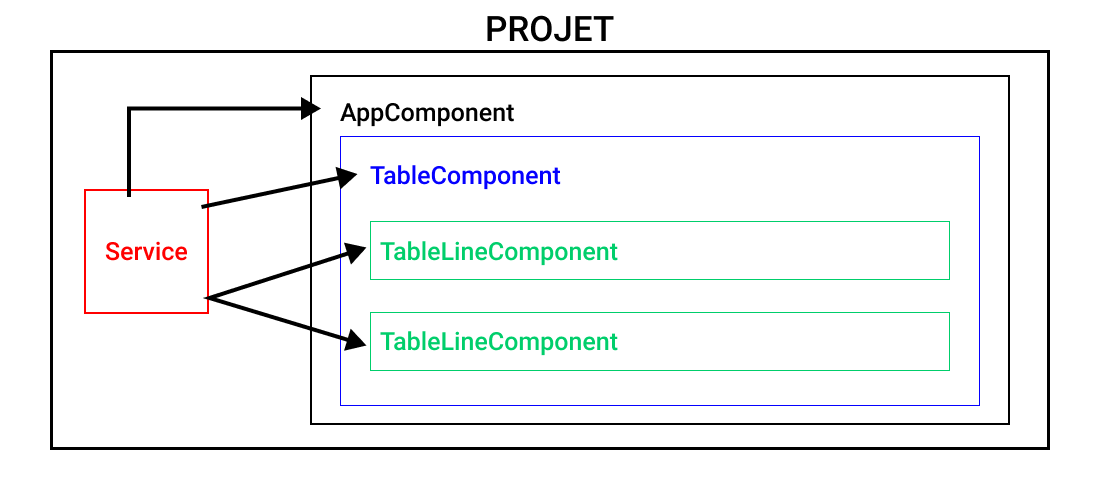 PROJET
AppComponent
TableComponent
Service
TableLineComponent
TableLineComponent